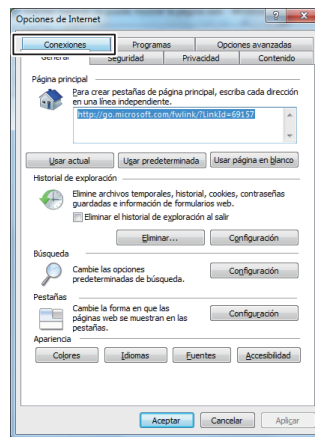 Opciones de Internet
Conexiones Programas Opciones avanzadas
General Seguridad Privacidad Contenido
Página principal
Para crear pestañas de página principal, escriba cada dirección
en una línea independiente.
http://go.microsoft.com/fwlink/?LinkId=69157
Usar actual Usar predeterminada Usar página en blanco
Historial de exploración
Elimine archivos temporales, historial, cookies, contraseñas
guardadas e información de formularios web.
Eliminar el historial de exploración al salir
Eliminar... Configuración
Búsqueda
Cambie las opciones
predeterminadas de búsqueda.
Configuración
Pestañas
Cambie la forma en que las
páginas web se muestran en las
pestañas.
Configuración
Apariencia
Colores Idiomas Fuentes Accesibilidad
Aceptar Cancelar Aplicar